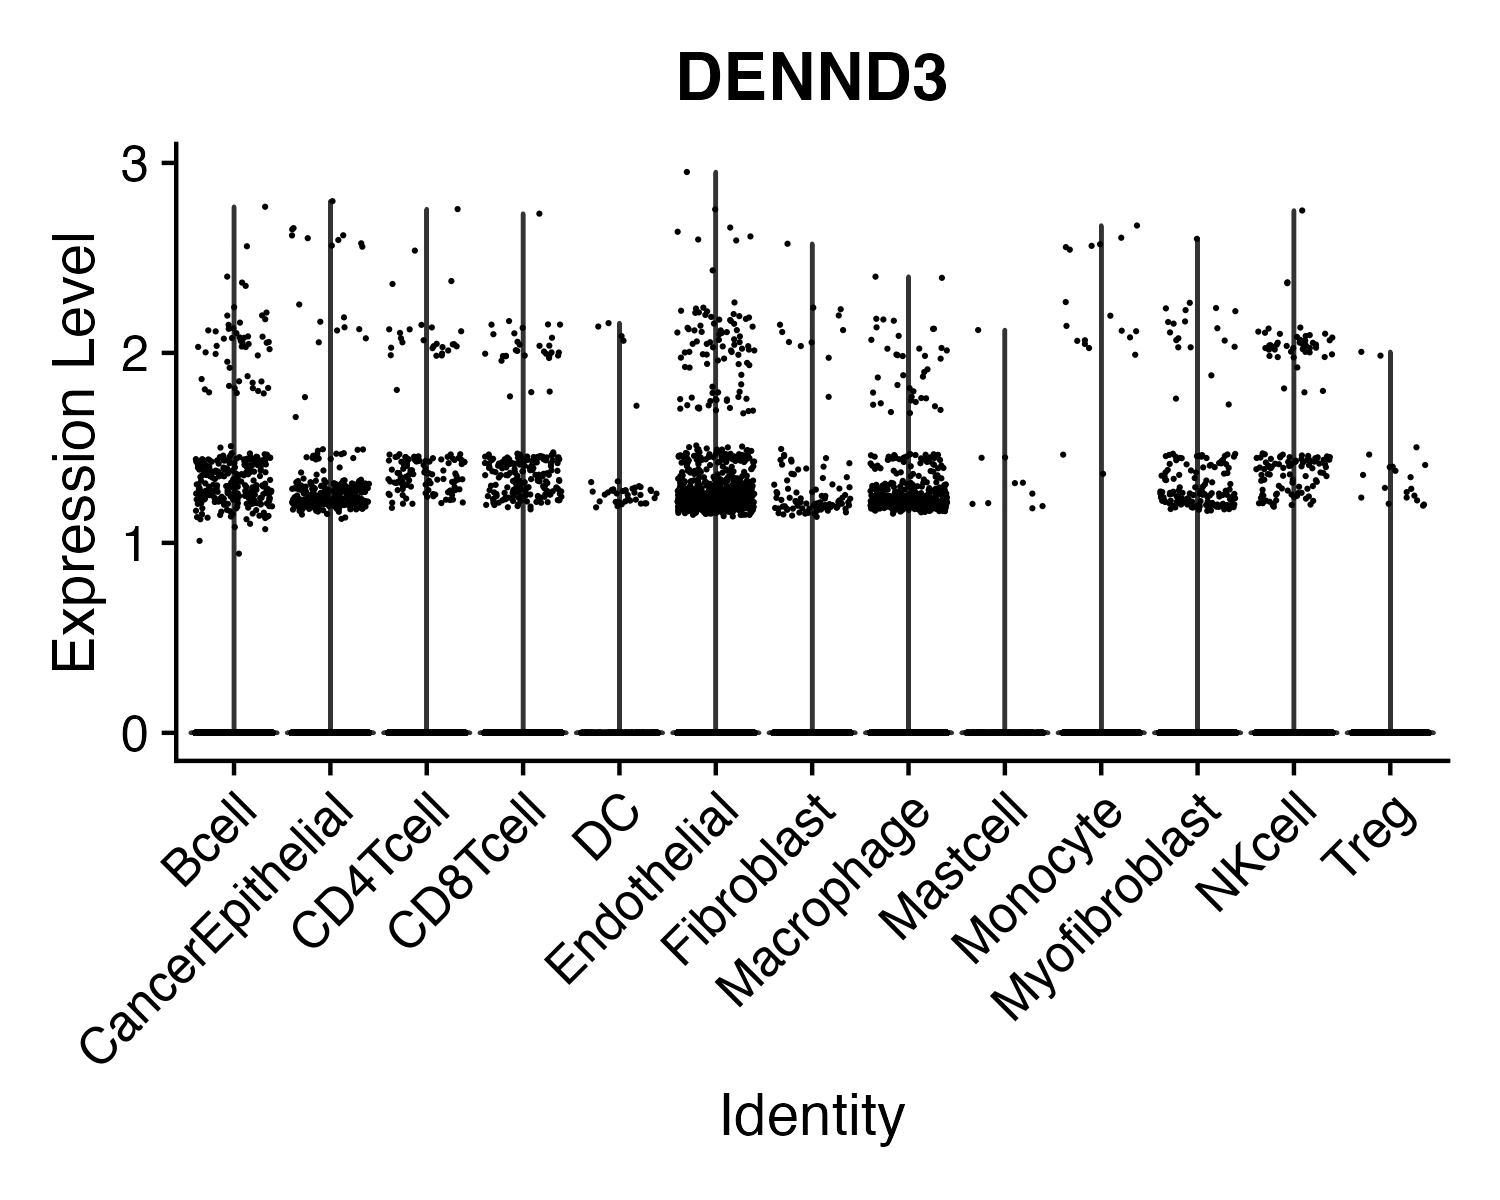 DENND3
Expression Level
3
2
1
0
Bcell
CancerEpithelial
CD4Tcell
CD8Tcell
DC
Endothelial
Fibroblast
Macrophage
Mastcell
Monocyte
Myofibroblast
NKcell
Treg
Identity